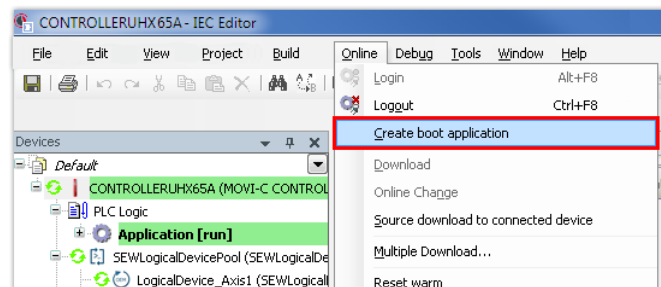 CONTROLLERUHX65A - IEC Editor
File Edit View Project Build Online Debug Tools Window Help
Login Alt+F8
Logout Ctrl+F8
Create boot application
Download
Online Change
Source download to connected device
Multiple Download...
Reset warm
Devices
Default
CONTROLLERUHX65A (MOVI-C CONTROL
PLC Logic
Application [run]
SEWLogicalDevicePool (SEWLogicalDe
LogicalDevice_Axis1 (SEWLogical